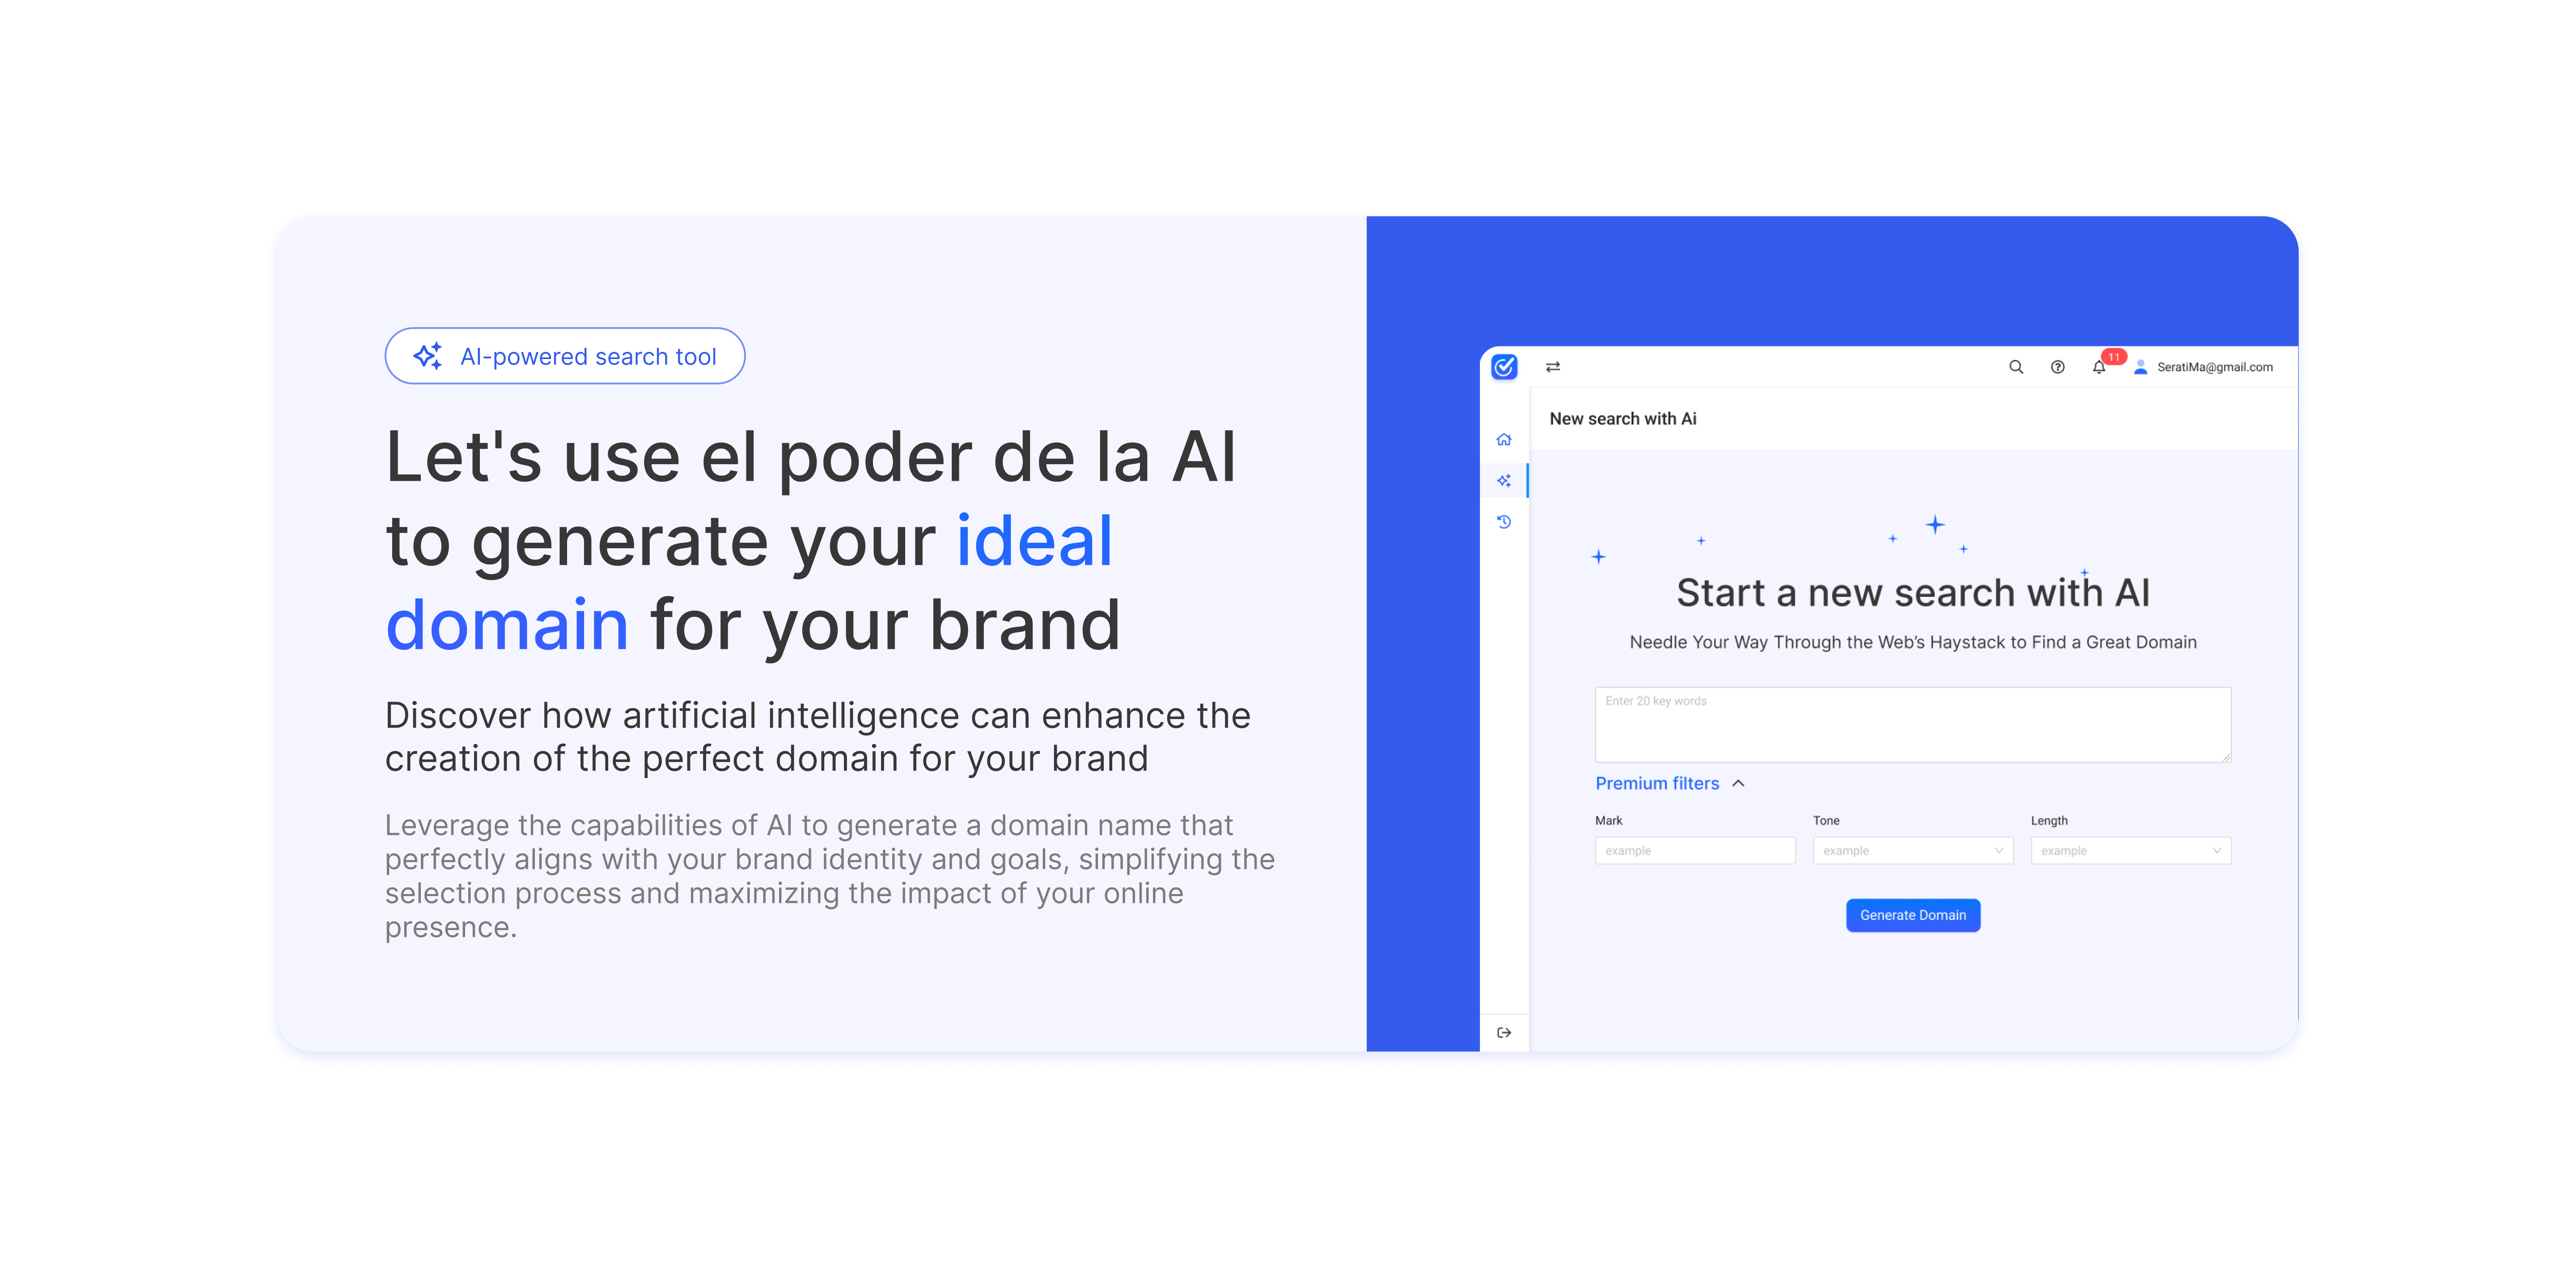 AI-powered search tool
Let's use el poder de la AI
to generate your ideal
domain for your brand
Discover how artificial intelligence can enhance the
creation of the perfect domain for your brand
Leverage the capabilities of AI to generate a domain name that
perfectly aligns with your brand identity and goals, simplifying the
selection process and maximizing the impact of your online
presence.
11
SeratiMa@gmail.com
New search with Ai
Start a new search with AI
Needle Your Way Through the Web’s Haystack to Find a Great Domain
Enter 20 key words
Premium filters
Mark Tone Length
example example example
Generate Domain